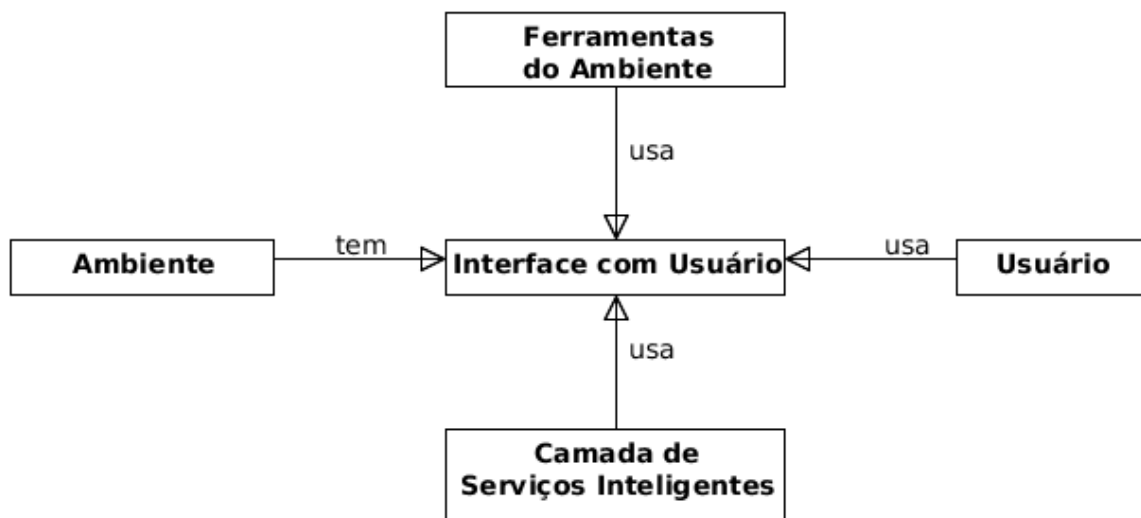 Ferramentas
do Ambiente
usa
Ambiente
tem
Interface com Usuário
usa
Usuário
usa
Camada de
Serviços Inteligentes